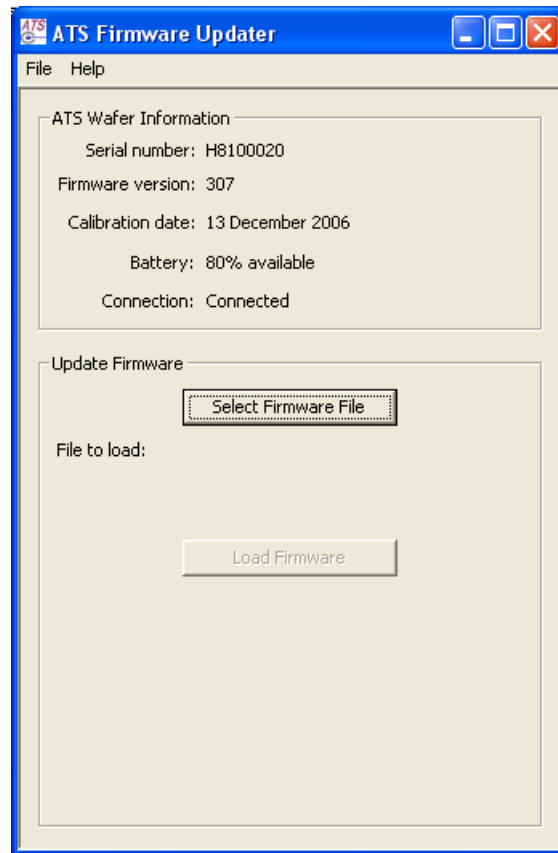 ATS ATS Firmware Updater
File Help
ATS Wafer Information
Serial number: H8100020
Firmware version: 307
Calibration date: 13 December 2006
Battery: 80% available
Connection: Connected
Update Firmware
Select Firmware File
File to load:
Load Firmware